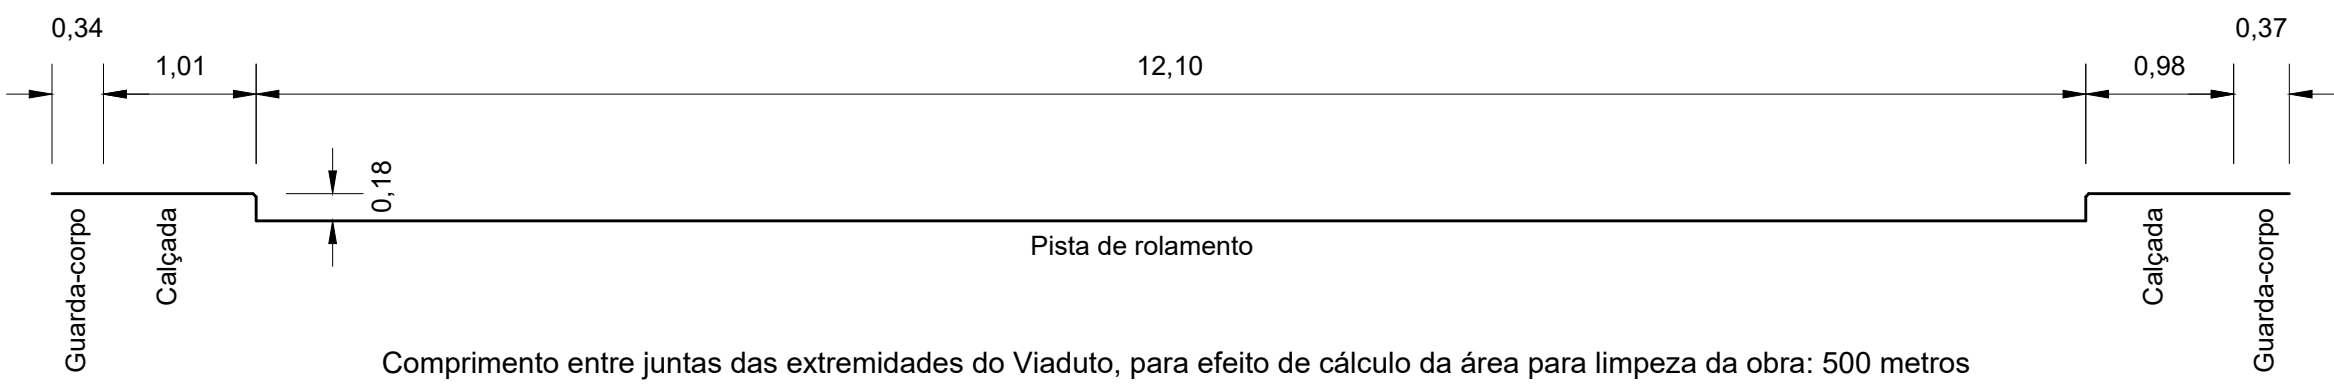 0,34
0,37
1,01
12,10
0,98
0,18
Guarda-corpo
Calçada
Pista de rolamento
Calçada
Guarda-corpo
Comprimento entre juntas das extremidades do Viaduto, para efeito de cálculo da área para limpeza da obra: 500 metros